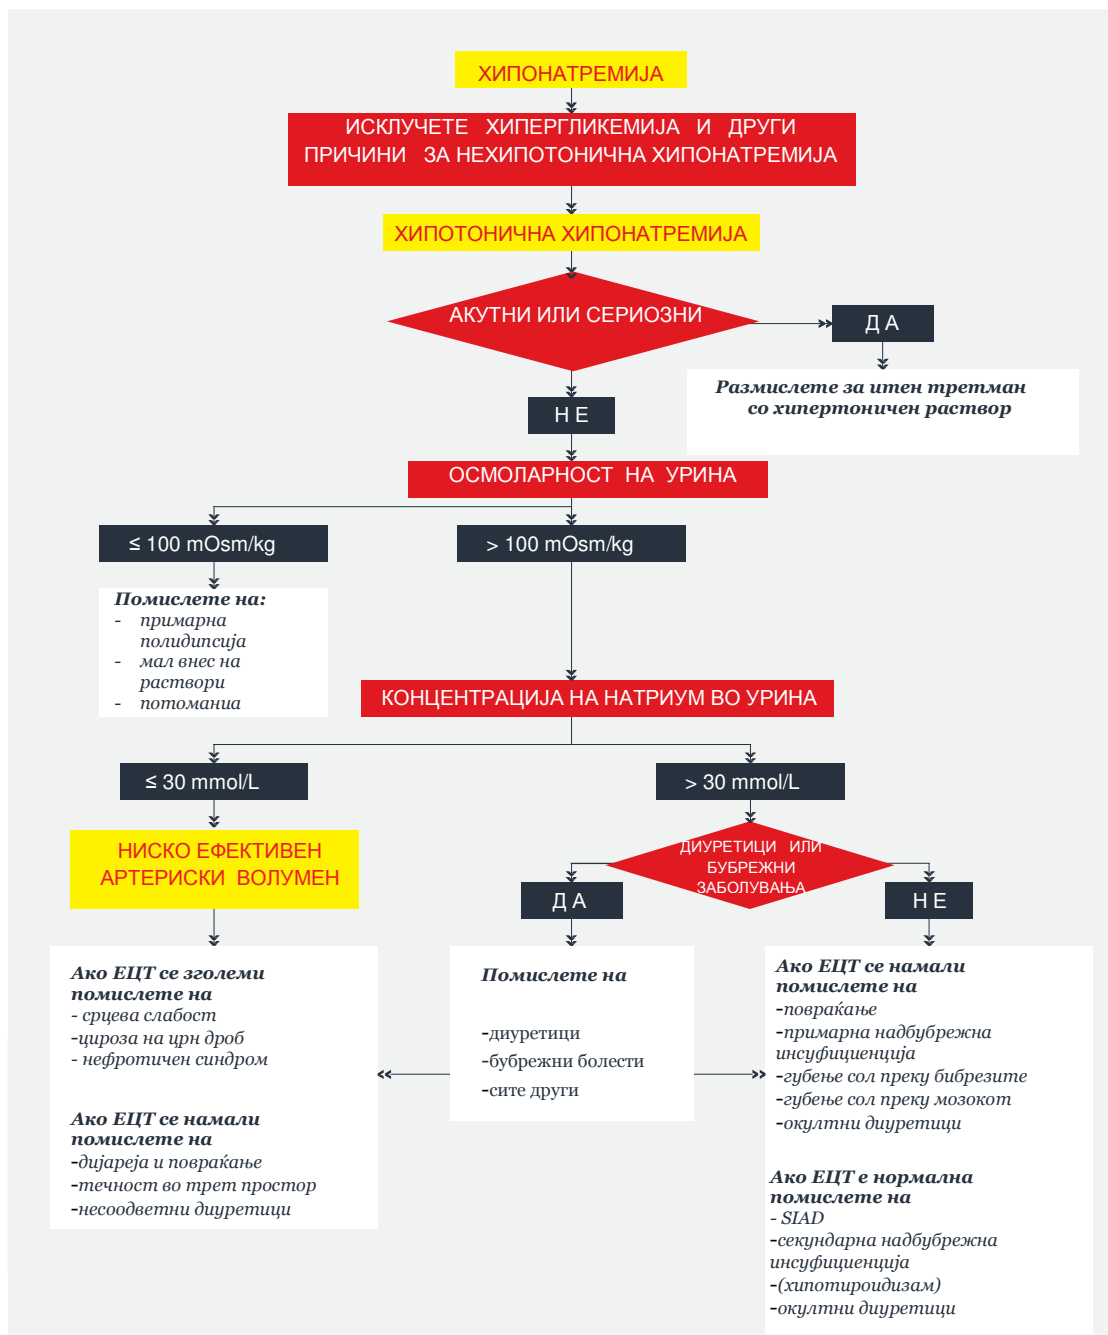 ХИПОНАТРЕМИЈА
ИСКЛУЧЕТЕ ХИПЕРГЛИКЕМИЈА И ДРУГИ
ПРИЧИНИ ЗА НЕХИПОТОНИЧНА ХИПОНАТРЕМИЈА
ХИПОТОНИЧНА ХИПОНАТРЕМИЈА
АКУТНИ ИЛИ СЕРИОЗНИ
Д А
Размислете за итен третман
со хипертоничен раствор
Н Е
ОСМОЛАРНОСТ НА УРИНА
≤ 100 mOsm/kg
> 100 mOsm/kg
Помислете на:
- примарна
полидипсија
- мал внес на
раствори
- потоманиа
КОНЦЕНТРАЦИЈА НА НАТРИУМ ВО УРИНА
≤ 30 mmol/L
> 30 mmol/L
НИСКО ЕФЕКТИВЕН
АРТЕРИСКИ ВОЛУМЕН
ДИУРЕТИЦИ ИЛИ
БУБРЕЖНИ
ЗАБОЛУВАЊА
Д А
Н Е
Ако ЕЦТ се зголеми
помислете на
- срцева слабост
-цироза на црн дроб
- нефротичен синдром
Ако ЕЦТ се намали
помислете на
-дијареја и повраќање
-течност во трет простор
-несоодветни диуретици
Помислете на
-диуретици
-бубрежни болести
-сите други
Ако ЕЦТ се намали
помислете на
-повраќање
-примарна надбубрежна
инсуфициенција
-губење сол преку бибрезите
-губење сол преку мозокот
-окултни диуретици
Ако ЕЦТ е нормална
помислете на
- SIAD
-секундарна надбубрежна
инсуфициенција
-(хипотироидизам)
-окултни диуретици